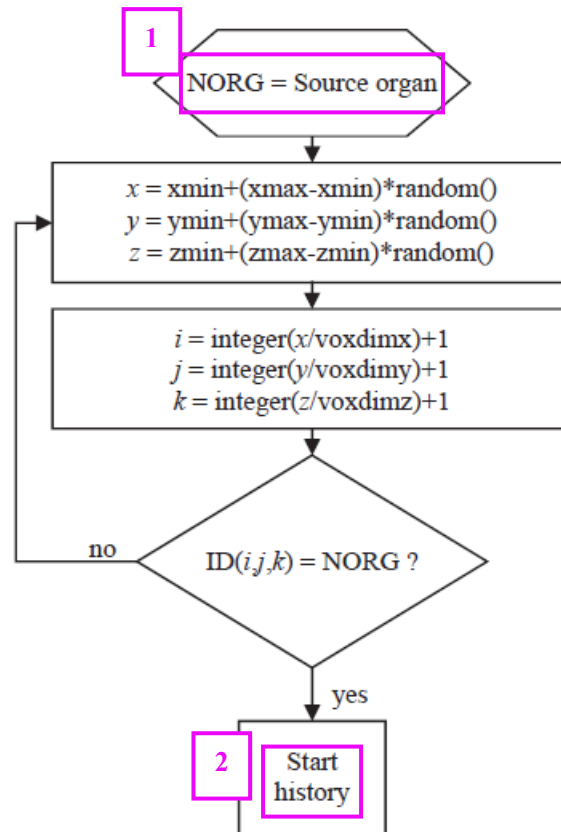 1
NORG = Source organ
x = xmin+(xmax-xmin)*random()
y = ymin+(ymax-ymin)*random()
z = zmin+(zmax-zmin)*random()
i = integer(x/voxdimx)+1
j = integer(y/voxdimy)+1
k = integer(z/voxdimz)+1
no
ID(i,j,k) = NORG ?
yes
2
Start
history